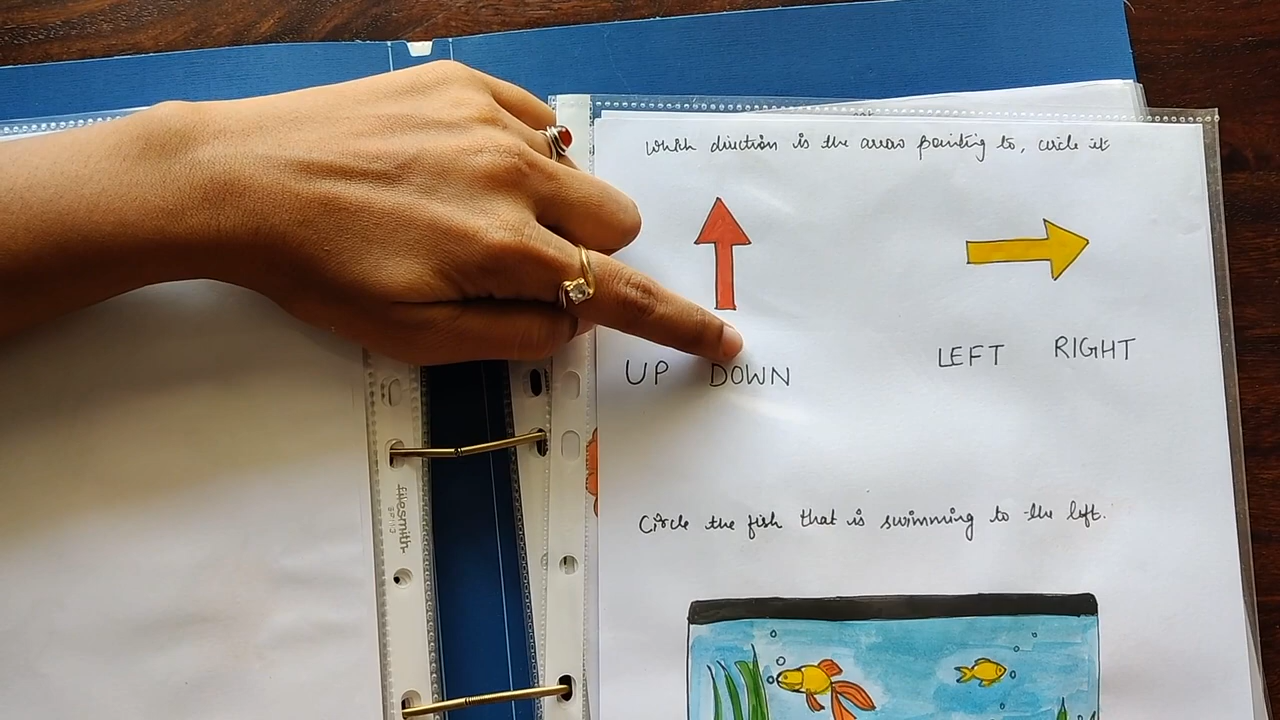 Which direction is the arrow pointing to, circle it
UP DOWN
LEFT RIGHT
Circle the fish that is swimming to the left.
filesmith